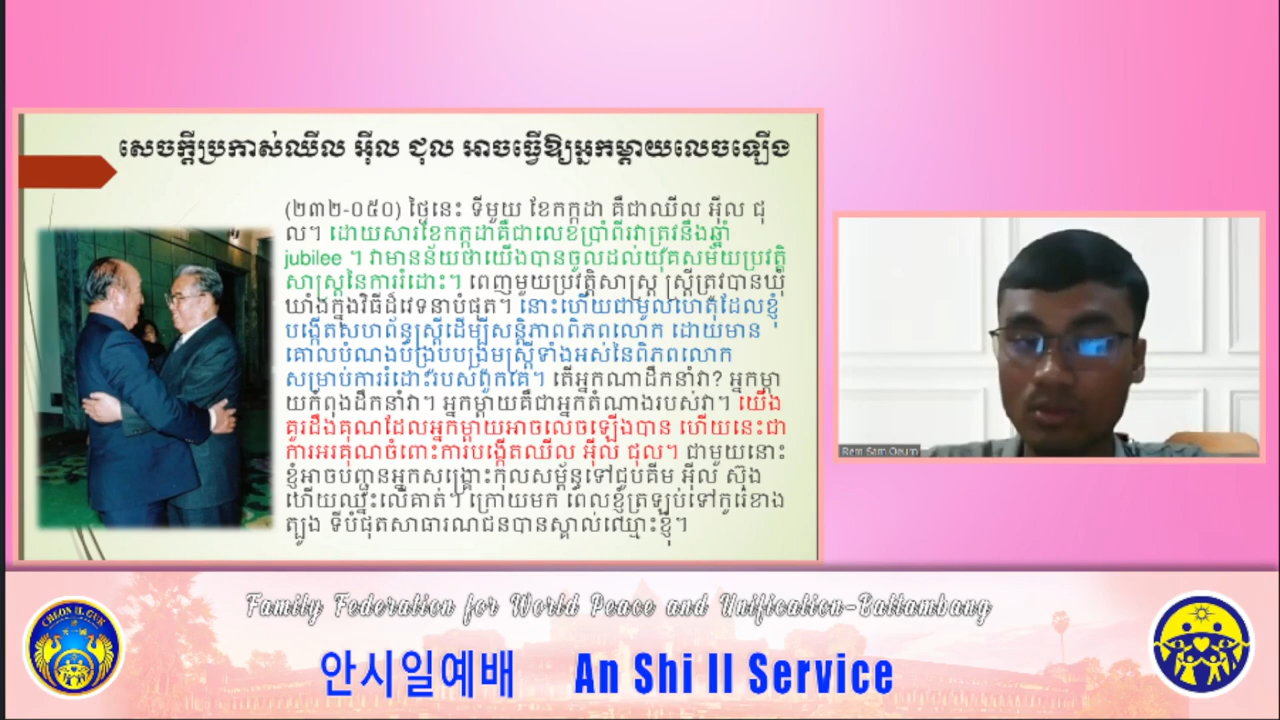 សេចក្ដីប្រកាស់ឈីល អ៊ីល ជុល អាចធ្វើឱ្យអ្នកម្ដាយលេចឡើង
(២៣២-០៥០) ថ្ងៃនេះ ទីមួយ ខែកក្កដា គឺជាឈីល អ៊ីល ជុ
ល។ ដោយសារខែកក្កដាគឺជាលេខប្រាំពីរវាត្រូវនឹងឆ្នាំ
jubilee ។ វាមានន័យថាយើងបានចូលដល់យុគសម័យប្រវត្តិ
សាស្ត្រនៃការរំដោះ។ ពេញមួយប្រវត្តិសាស្ត្រ ស្ត្រីត្រូវបានឃុំ
ឃាំងក្នុងវិធីដ៏វេទនាបំផុត។ នោះហើយជាមូលហេតុដែលខ្ញុំ
បង្កើតសហព័ន្ធស្ត្រីដើម្បីសន្តិភាពពិភពលោក ដោយមាន
គោលបំណងបង្រួបបង្រួមស្ត្រីទាំងអស់នៃពិភពលោក
សម្រាប់ការរំដោះរបស់ពួកគេ។ តើអ្នកណាដឹកនាំវា? អ្នកម្ដា
យកំពុងដឹកនាំវា។ អ្នកម្ដាយគឺជាអ្នកតំណាងរបស់វា។ យើង
គួរដឹងគុណដែលអ្នកម្ដាយអាចលេចឡើងបាន ហើយនេះជា
ការអរគុណចំពោះការបង្កើតឈីល អ៊ីល ជុល។ ជាមួយនោះ
ខ្ញុំអាចបញ្ជូនអ្នកសង្គ្រោះកុលសម្ព័ន្ធទៅជួបគីម អ៊ីល ស៊ុង
ហើយឈ្នះលើគាត់។ ក្រោយមក ពេលខ្ញុំត្រឡប់ទៅកូរ៉េខាង
ត្បូង ទីបំផុតសាធារណជនបានស្គាល់ឈ្មោះខ្ញុំ។
Rem Sam Oeurn
Family Federation for World Peace and Unification-Battambang
안시일예배 An Shi Il Service
CHEON IL GUK